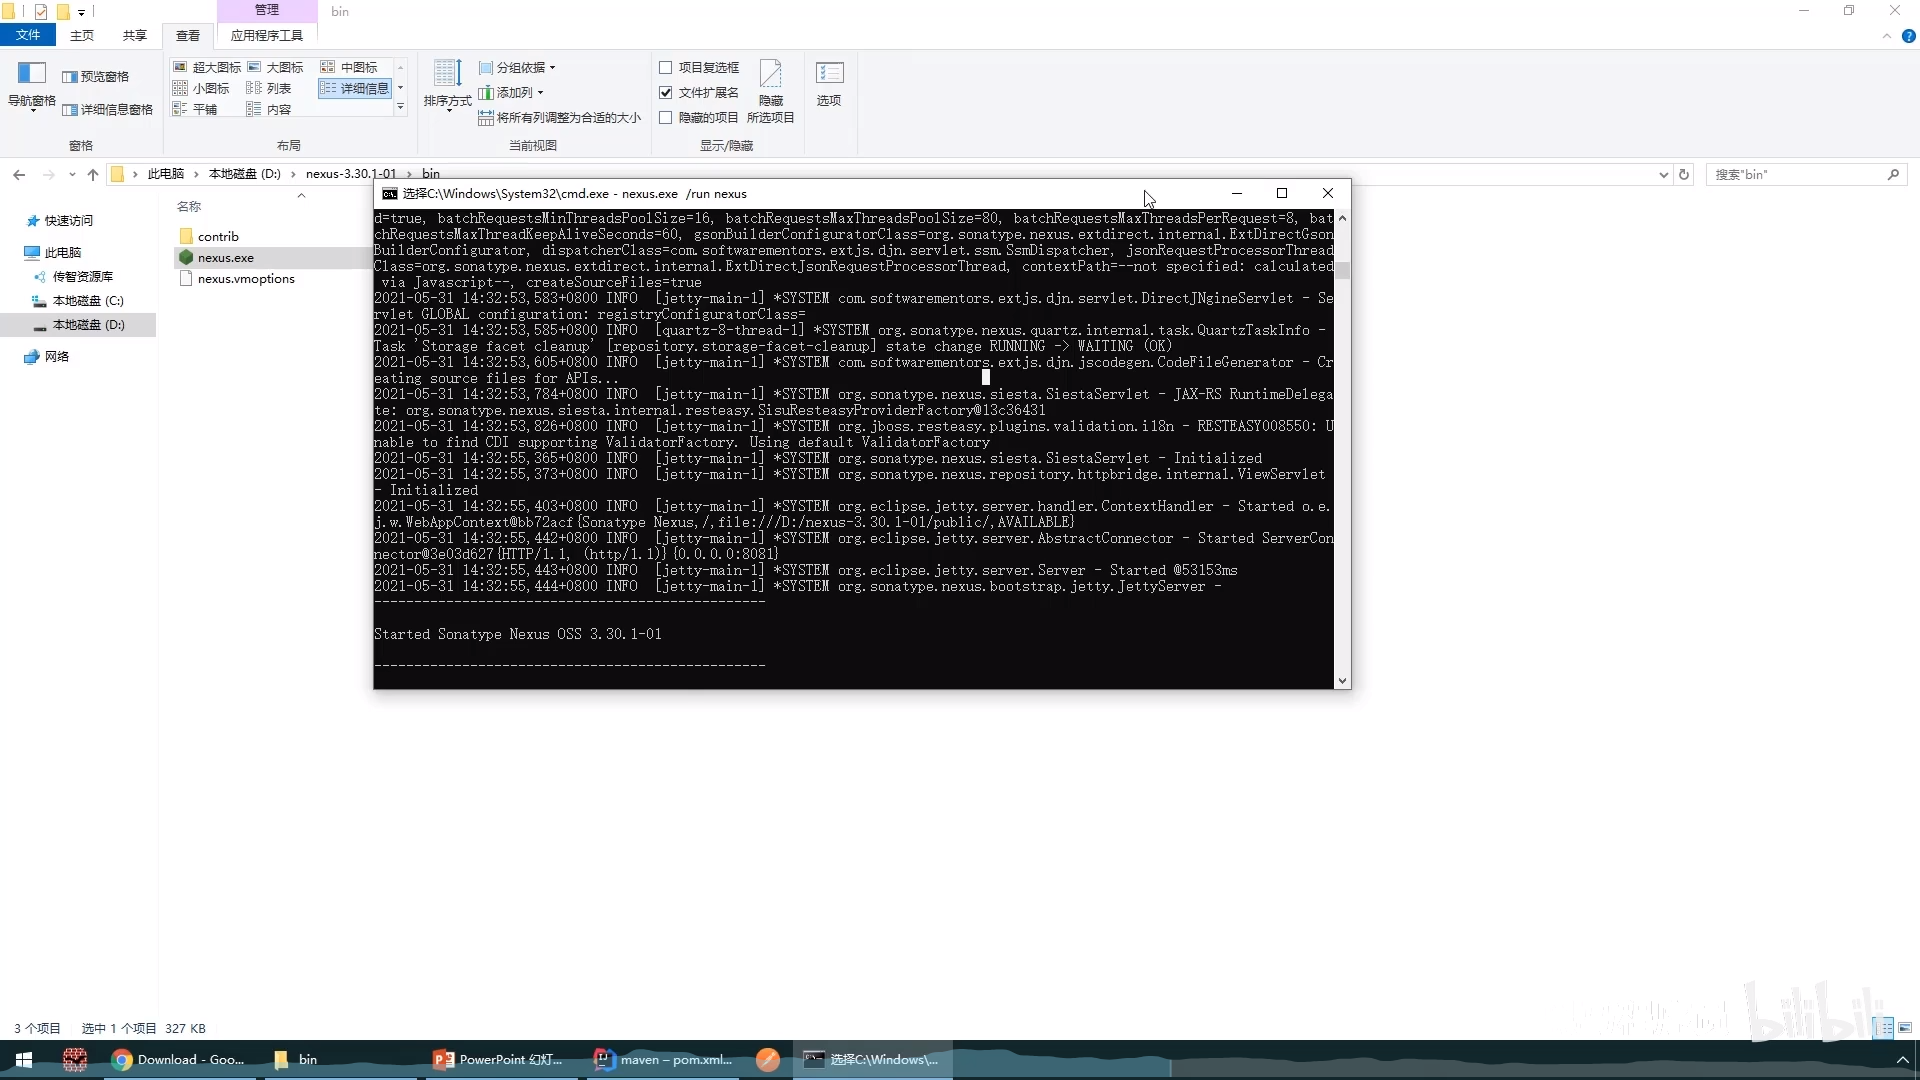 管理
bin
文件
主页
共享
查看
应用程序工具
导航窗格
预览窗格
详细信息窗格
窗格
超大图标
大图标
中图标
小图标
列表
详细信息
平铺
内容
布局
排序方式
分组依据
添加列
将所有列调整为合适的大小
当前视图
项目复选框
文件扩展名
隐藏的项目
隐藏
所选项目
显示/隐藏
选项
此电脑 本地磁盘 (D:) nexus-3.30.1-01 bin
搜索"bin"
快速访问
此电脑
传智资源库
本地磁盘 (C:)
本地磁盘 (D:)
网络
名称
contrib
nexus.exe
nexus.vmoptions
选择C:\Windows\System32\cmd.exe - nexus.exe /run nexus
d=true, batchRequestsMinThreadsPoolSize=16, batchRequestsMaxThreadsPoolSize=80, batchRequestsMaxThreadsPerRequest=8, bat
chRequestsMaxThreadKeepAliveSeconds=60, gsonBuilderConfiguratorClass=org.sonatype.nexus.extdirect.internal.ExtDirectGson
BuilderConfigurator, dispatcherClass=com.softwarementors.extjs.djn.servlet.ssm.SsmDispatcher, jsonRequestProcessorThread
Class=org.sonatype.nexus.extdirect.internal.ExtDirectJsonRequestProcessorThread, contextPath=--not specified: calculated
via Javascript--, createSourceFiles=true
2021-05-31 14:32:53,583+0800 INFO [jetty-main-1] *SYSTEM com.softwarementors.extjs.djn.servlet.DirectJNgineServlet - Se
rvlet GLOBAL configuration: registryConfiguratorClass=
2021-05-31 14:32:53,585+0800 INFO [quartz-8-thread-1] *SYSTEM org.sonatype.nexus.quartz.internal.task.QuartzTaskInfo -
Task 'Storage facet cleanup' [repository.storage-facet-cleanup] state change RUNNING -> WAITING (OK)
2021-05-31 14:32:53,605+0800 INFO [jetty-main-1] *SYSTEM com.softwarementors.extjs.djn.jscodegen.CodeFileGenerator - Cr
eating source files for APIs...
2021-05-31 14:32:53,784+0800 INFO [jetty-main-1] *SYSTEM org.sonatype.nexus.siesta.SiestaServlet - JAX-RS RuntimeDelega
te: org.sonatype.nexus.siesta.internal.resteasy.SisuResteasyProviderFactory@13c36431
2021-05-31 14:32:53,826+0800 INFO [jetty-main-1] *SYSTEM org.jboss.resteasy.plugins.validation.i18n - RESTEASY008550: U
nable to find CDI supporting ValidatorFactory. Using default ValidatorFactory
2021-05-31 14:32:55,365+0800 INFO [jetty-main-1] *SYSTEM org.sonatype.nexus.siesta.SiestaServlet - Initialized
2021-05-31 14:32:55,373+0800 INFO [jetty-main-1] *SYSTEM org.sonatype.nexus.repository.httpbridge.internal.ViewServlet
- Initialized
2021-05-31 14:32:55,403+0800 INFO [jetty-main-1] *SYSTEM org.eclipse.jetty.server.handler.ContextHandler - Started o.e.
j.w.WebAppContext@bb72acf{Sonatype Nexus,/,file:///D:/nexus-3.30.1-01/public/,AVAILABLE}
2021-05-31 14:32:55,442+0800 INFO [jetty-main-1] *SYSTEM org.eclipse.jetty.server.AbstractConnector - Started ServerCon
nector@3e03d627{HTTP/1.1, (http/1.1)}{0.0.0.0:8081}
2021-05-31 14:32:55,443+0800 INFO [jetty-main-1] *SYSTEM org.eclipse.jetty.server.Server - Started @53153ms
2021-05-31 14:32:55,444+0800 INFO [jetty-main-1] *SYSTEM org.sonatype.nexus.bootstrap.jetty.JettyServer -
-------------------------------------------------
Started Sonatype Nexus OSS 3.30.1-01
-------------------------------------------------
3 个项目 选中 1 个项目 327 KB
bilibili
Download - Goo...
bin
PowerPoint 幻灯...
maven – pom.xml...
选择C:\Windows\...